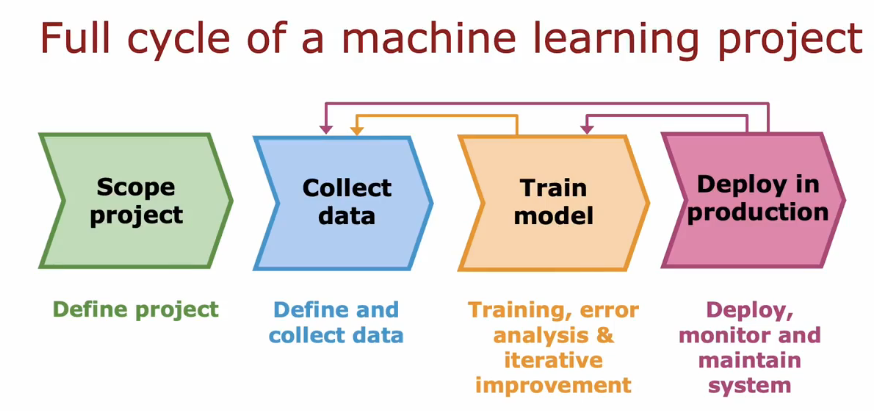 Full cycle of a machine learning project
Scope
project
Collect
data
Train
model
Deploy in
production
Define project
Define and
collect data
Training, error
analysis &
iterative
improvement
Deploy,
monitor and
maintain
system